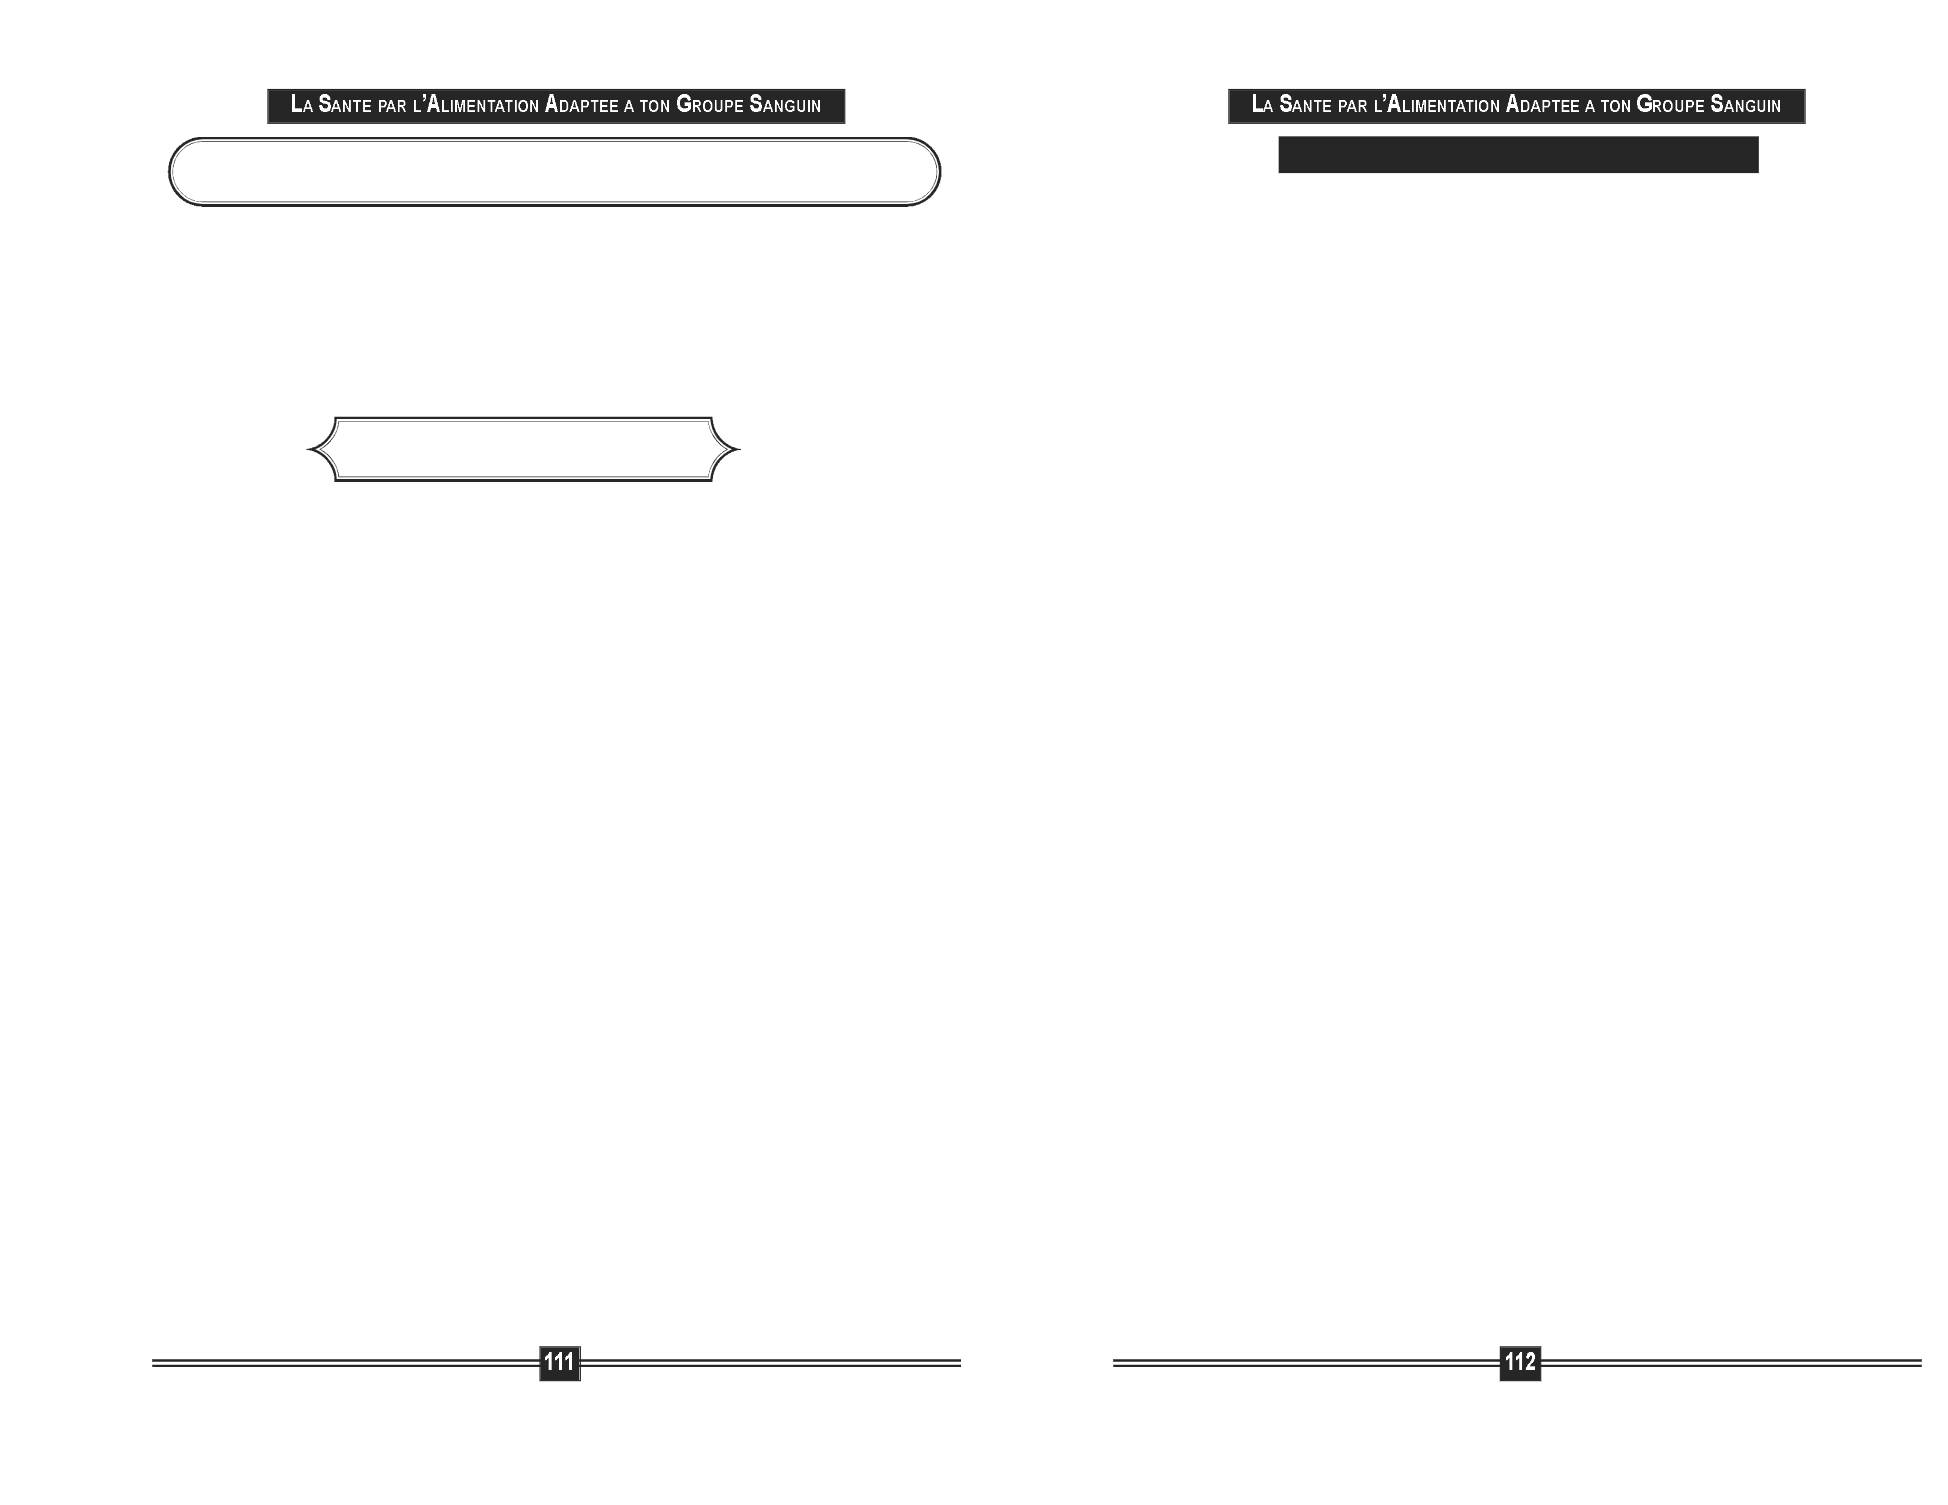 LA SANTE PAR L’ALIMENTATION ADAPTEE A TON GROUPE SANGUIN
111
LA SANTE PAR L’ALIMENTATION ADAPTEE A TON GROUPE SANGUIN
112